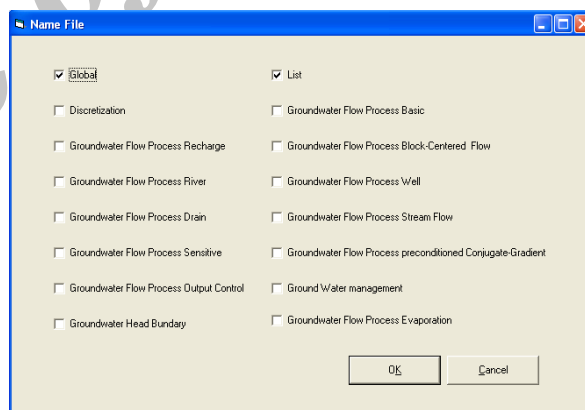 Name File
Global
List
Discretization
Groundwater Flow Process Basic
Groundwater Flow Process Recharge
Groundwater Flow Process Block-Centered Flow
Groundwater Flow Process River
Groundwater Flow Process Well
Groundwater Flow Process Drain
Groundwater Flow Process Stream Flow
Groundwater Flow Process Sensitive
Groundwater Flow Process preconditioned Conjugate-Gradient
Groundwater Flow Process Output Control
Ground Water management
Groundwater Head Bundary
Groundwater Flow Process Evaporation
OK
Cancel